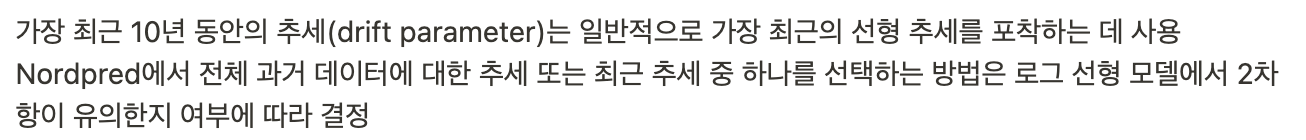 가장 최근 10년 동안의 추세(drift parameter)는 일반적으로 가장 최근의 선형 추세를 포착하는 데 사용
Nordpred에서 전체 과거 데이터에 대한 추세 또는 최근 추세 중 하나를 선택하는 방법은 로그 선형 모델에서 2차
항이 유의한지 여부에 따라 결정